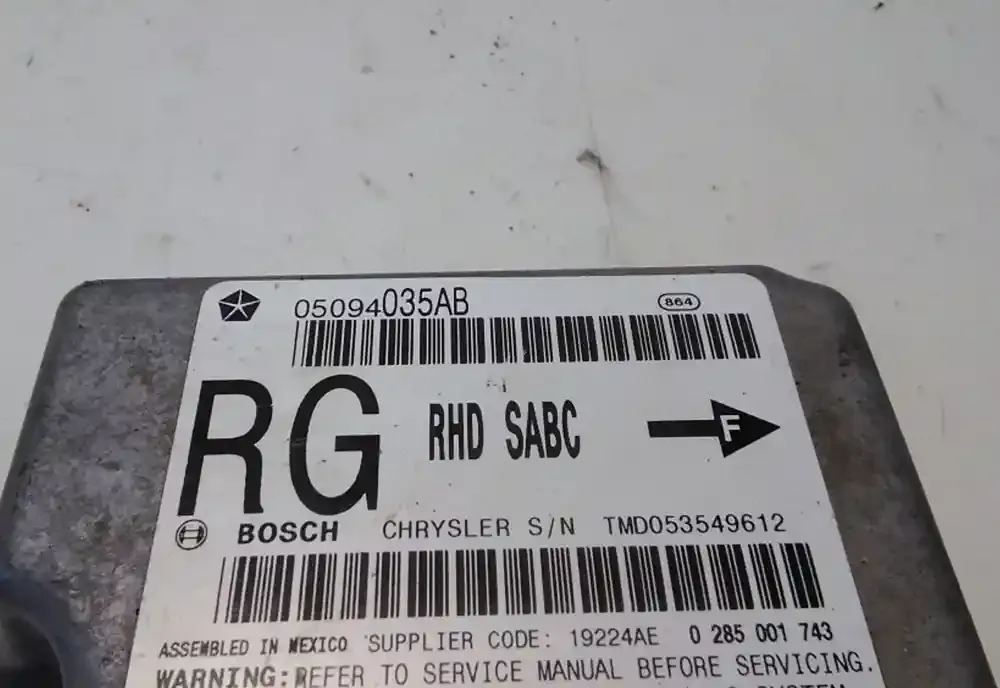 05094035AB 864
RG RHD SABC F
BOSCH CHRYSLER S/N TMD053549612
ASSEMBLED IN MEXICO SUPPLIER CODE: 19224AE 0 285 001 743
WARNING: REFER TO SERVICE MANUAL BEFORE SERVICING.
SYSTEM